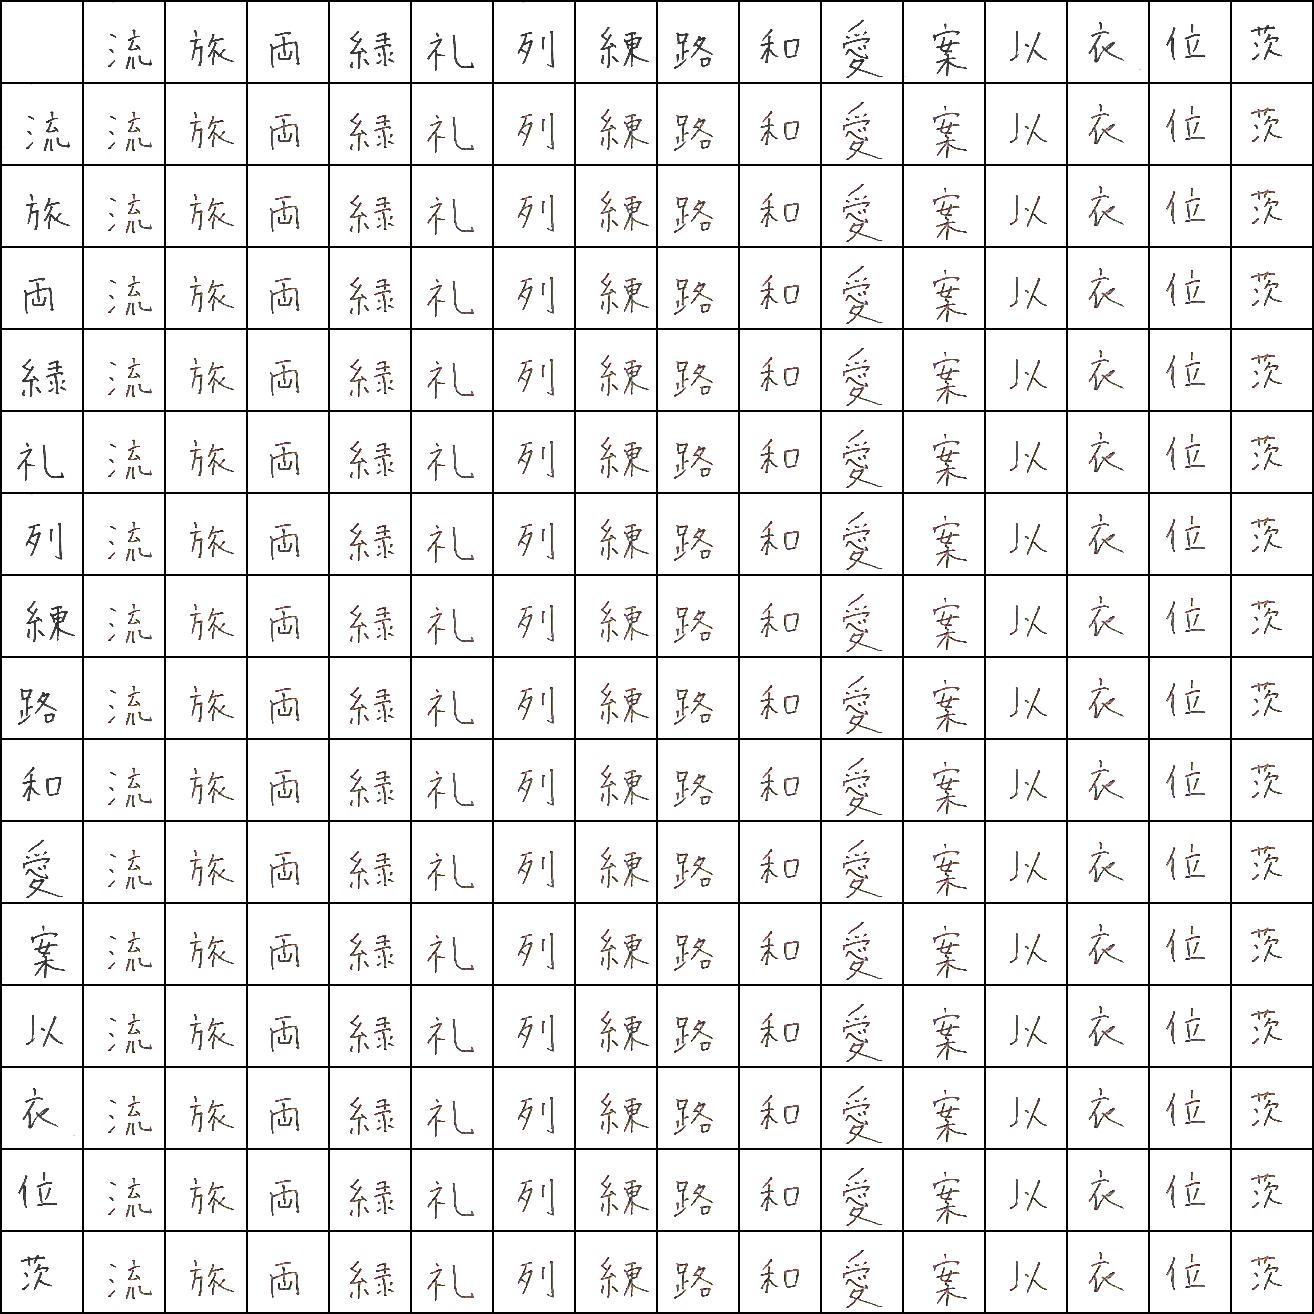 流 旅 両 緑 礼 列 練 路 和 愛 案 以 衣 位 茨
流 流 旅 両 緑 礼 列 練 路 和 愛 案 以 衣 位 茨
旅 流 旅 両 緑 礼 列 練 路 和 愛 案 以 衣 位 茨
両 流 旅 両 緑 礼 列 練 路 和 愛 案 以 衣 位 茨
緑 流 旅 両 緑 礼 列 練 路 和 愛 案 以 衣 位 茨
礼 流 旅 両 緑 礼 列 練 路 和 愛 案 以 衣 位 茨
列 流 旅 両 緑 礼 列 練 路 和 愛 案 以 衣 位 茨
練 流 旅 両 緑 礼 列 練 路 和 愛 案 以 衣 位 茨
路 流 旅 両 緑 礼 列 練 路 和 愛 案 以 衣 位 茨
和 流 旅 両 緑 礼 列 練 路 和 愛 案 以 衣 位 茨
愛 流 旅 両 緑 礼 列 練 路 和 愛 案 以 衣 位 茨
案 流 旅 両 緑 礼 列 練 路 和 愛 案 以 衣 位 茨
以 流 旅 両 緑 礼 列 練 路 和 愛 案 以 衣 位 茨
衣 流 旅 両 緑 礼 列 練 路 和 愛 案 以 衣 位 茨
位 流 旅 両 緑 礼 列 練 路 和 愛 案 以 衣 位 茨
茨 流 旅 両 緑 礼 列 練 路 和 愛 案 以 衣 位 茨